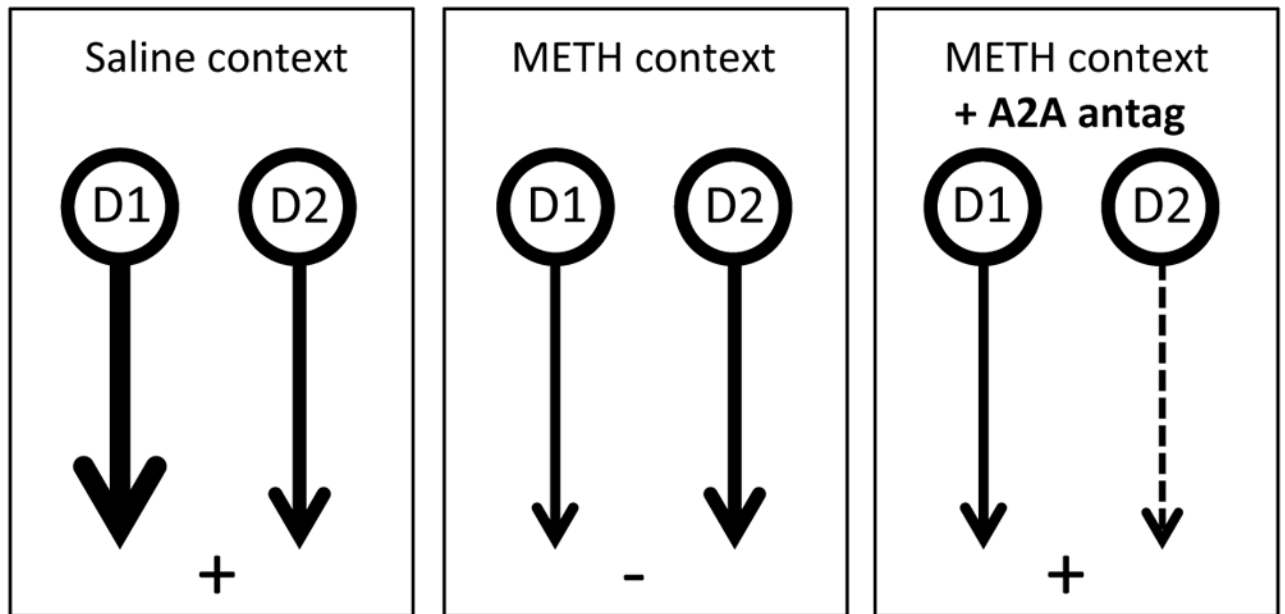 Saline context
D1 D2
+
METH context
D1 D2
-
METH context
+ A2A antag
D1 D2
+